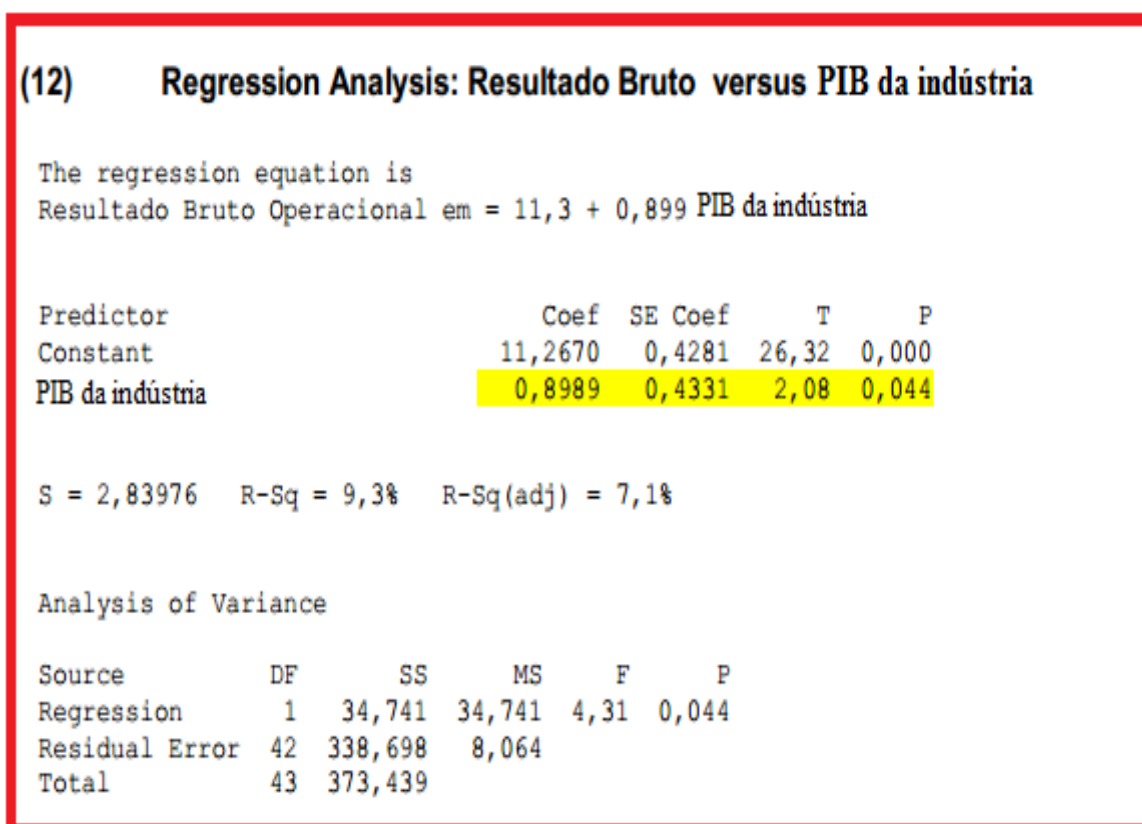 (12) Regression Analysis: Resultado Bruto versus PIB da indústria
The regression equation is
Resultado Bruto Operacional em = 11,3 + 0,899 PIB da indústria
Predictor Coef SE Coef T P
Constant 11,2670 0,4281 26,32 0,000
PIB da indústria 0,8989 0,4331 2,08 0,044
S = 2,83976 R-Sq = 9,3% R-Sq(adj) = 7,1%
Analysis of Variance
Source DF SS MS F P
Regression 1 34,741 34,741 4,31 0,044
Residual Error 42 338,698 8,064
Total 43 373,439